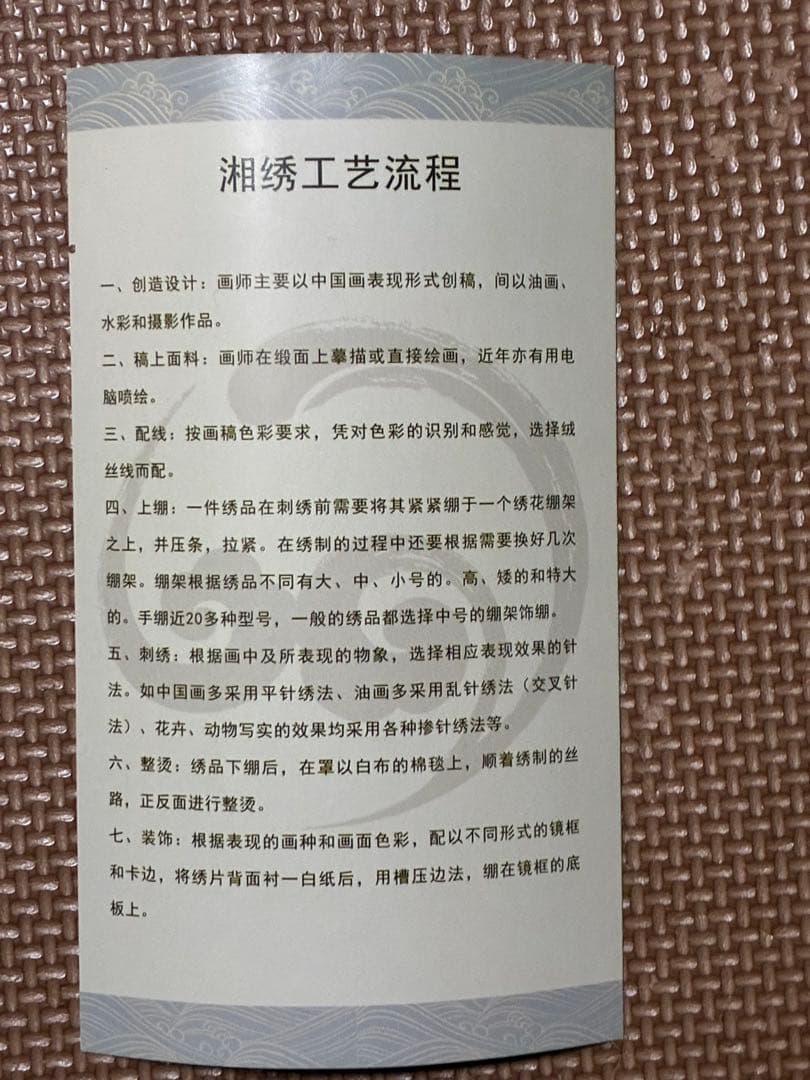 湘绣工艺流程
一、创造设计：画师主要以中国画表现形式创稿，间以油画、
水彩和摄影作品。
二、稿上面料：画师在缎面上摹描或直接绘画，近年亦有用电
脑喷绘。
三、配线：按画稿色彩要求，凭对色彩的识别和感觉，选择绒
丝线而配。
四、上绷：一件绣品在刺绣前需要将其紧紧绷于一个绣花绷架
之上，并压条，拉紧。在绣制的过程中还要根据需要换好几次
绷架。绷架根据绣品不同有大、中、小号的。高、矮的和特大
的。手绷近20多种型号，一般的绣品都选择中号的绷架饰绷。
五、刺绣：根据画中及所表现的物象，选择相应表现效果的针
法。如中国画多采用平针绣法、油画多采用乱针绣法（交叉针
法）、花卉、动物写实的效果均采用各种掺针绣法等。
六、整烫：绣品下绷后，在罩以白布的棉毯上，顺着绣制的丝
路，正反面进行整烫。
七、装饰：根据表现的画种和画面色彩，配以不同形式的镜框
和卡边，将绣片背面衬一白纸后，用槽压边法，绷在镜框的底
板上。